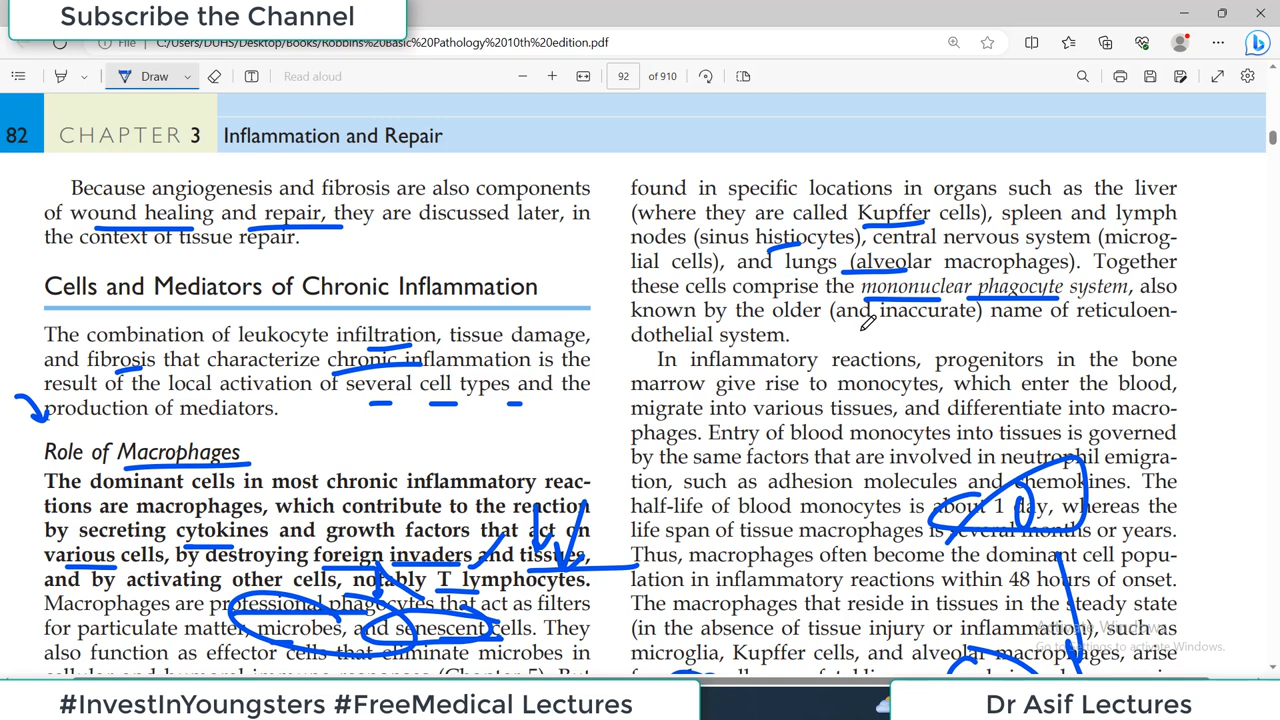 Subscribe the Channel
File C:/Users/DUHS/Desktop/Books/Robbins%20Basic%20Pathology%2010th%20edition.pdf
Draw Read aloud 92 of 910
82 CHAPTER 3 Inflammation and Repair
Because angiogenesis and fibrosis are also components
of wound healing and repair, they are discussed later, in
the context of tissue repair.
Cells and Mediators of Chronic Inflammation
The combination of leukocyte infiltration, tissue damage,
and fibrosis that characterize chronic inflammation is the
result of the local activation of several cell types and the
production of mediators.
Role of Macrophages
The dominant cells in most chronic inflammatory reac-
tions are macrophages, which contribute to the reaction
by secreting cytokines and growth factors that act on
various cells, by destroying foreign invaders and tissues,
and by activating other cells, notably T lymphocytes.
Macrophages are professional phagocytes that act as filters
for particulate matter, microbes, and senescent cells. They
also function as effector cells that eliminate microbes in
cellular and humoral immune responses (Chapter 5). But
found in specific locations in organs such as the liver
(where they are called Kupffer cells), spleen and lymph
nodes (sinus histiocytes), central nervous system (microg-
lial cells), and lungs (alveolar macrophages). Together
these cells comprise the mononuclear phagocyte system, also
known by the older (and inaccurate) name of reticuloen-
dothelial system.
In inflammatory reactions, progenitors in the bone
marrow give rise to monocytes, which enter the blood,
migrate into various tissues, and differentiate into macro-
phages. Entry of blood monocytes into tissues is governed
by the same factors that are involved in neutrophil emigra-
tion, such as adhesion molecules and chemokines. The
half-life of blood monocytes is about 1 day, whereas the
life span of tissue macrophages is several months or years.
Thus, macrophages often become the dominant cell popu-
lation in inflammatory reactions within 48 hours of onset.
The macrophages that reside in tissues in the steady state
(in the absence of tissue injury or inflammation), such as
microglia, Kupffer cells, and alveolar macrophages, arise
Activate Windows
Go to Settings to activate Windows.
#InvestInYoungsters #FreeMedical Lectures
Dr Asif Lectures